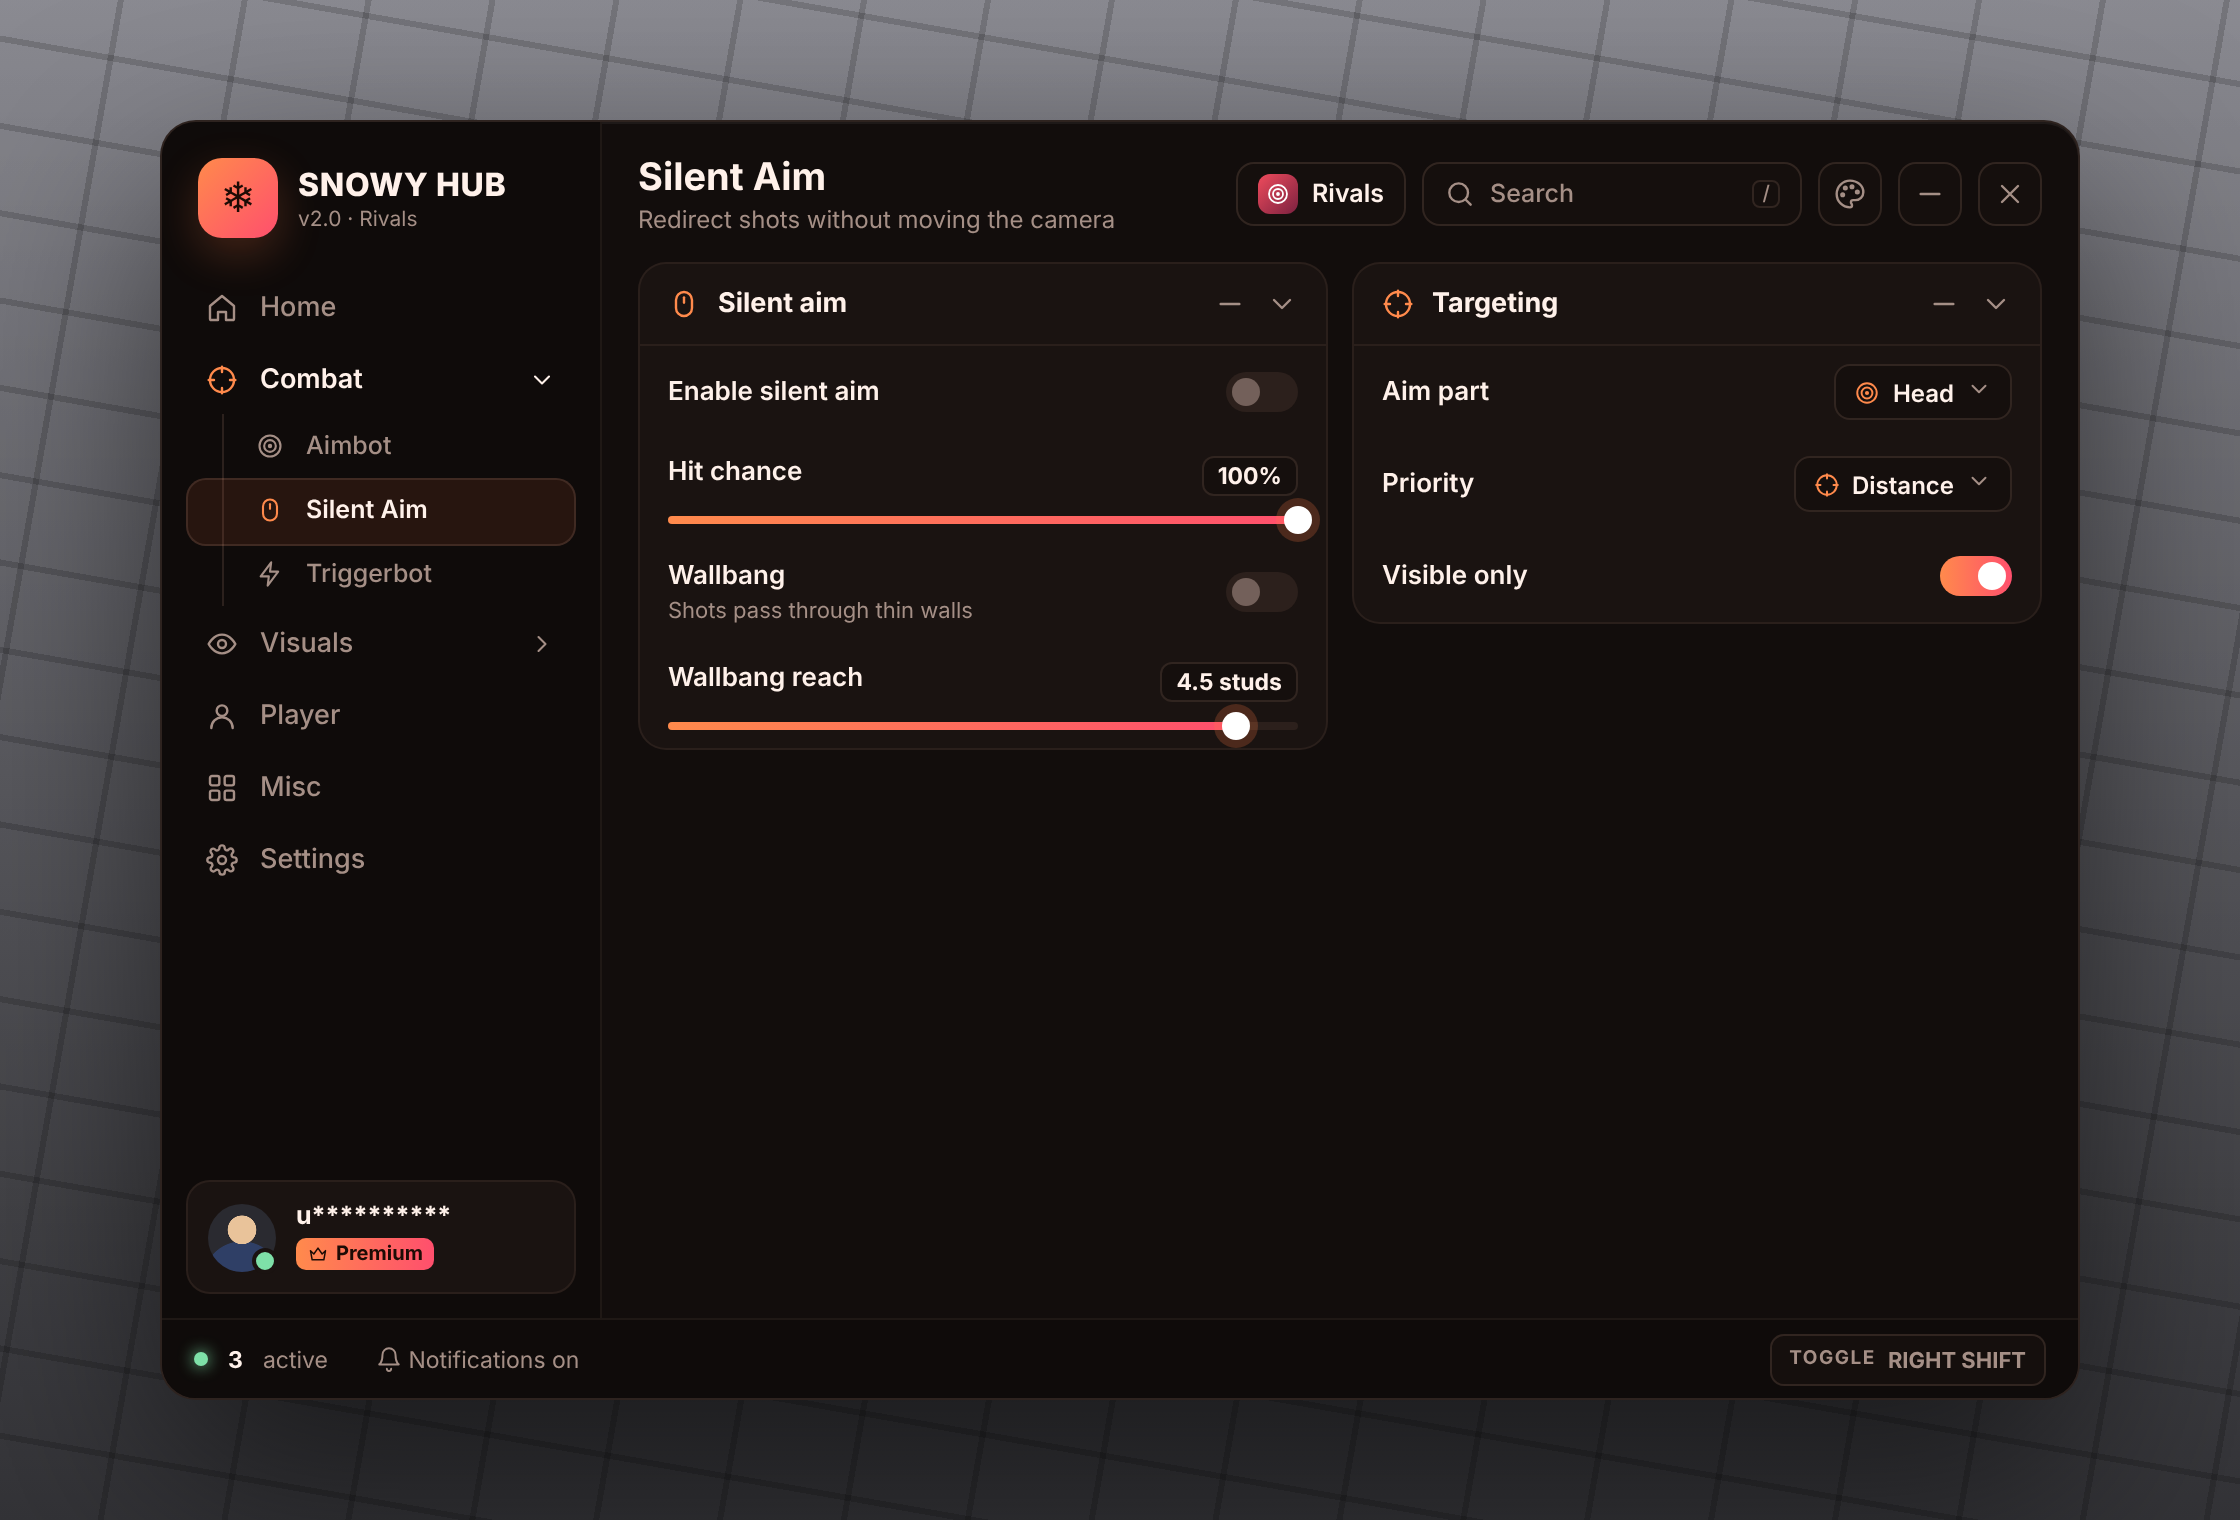 SNOWY HUB
v2.0 · Rivals
Home
Combat
Aimbot
Silent Aim
Triggerbot
Visuals
Player
Misc
Settings
u**********
Premium
Silent Aim
Redirect shots without moving the camera
Rivals
Search
/
Silent aim
Enable silent aim
Hit chance
100%
Wallbang
Shots pass through thin walls
Wallbang reach
4.5 studs
Targeting
Aim part
Head
Priority
Distance
Visible only
3 active
Notifications on
TOGGLE RIGHT SHIFT